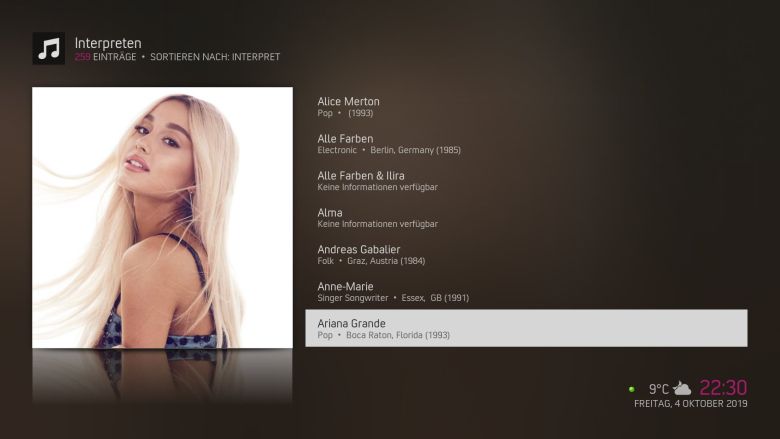 Interpreten
259 EINTRÄGE • SORTIEREN NACH: INTERPRET
Alice Merton
Pop • (1993)
Alle Farben
Electronic • Berlin, Germany (1985)
Alle Farben & Ilira
Keine Informationen verfügbar
Alma
Keine Informationen verfügbar
Andreas Gabalier
Folk • Graz, Austria (1984)
Anne-Marie
Singer Songwriter • Essex, GB (1991)
Ariana Grande
Pop • Boca Raton, Florida (1993)
9°C 22:30
FREITAG, 4 OKTOBER 2019